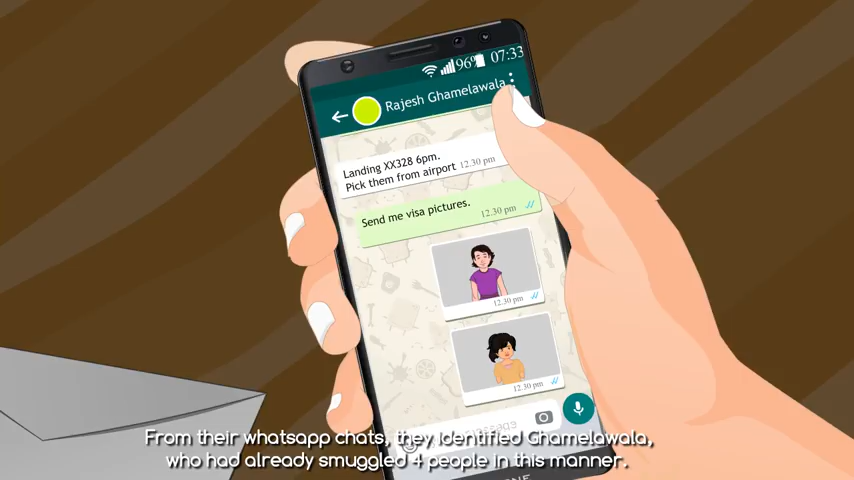 96% 07:33
Rajesh Ghamelawala
Landing XX328 6pm.
Pick them from airport 12.30 pm
Send me visa pictures.
12.30 pm
12.30 pm
12.30 pm
From their whatsapp chats, they identified Ghamelawala,
who had already smuggled 4 people in this manner.